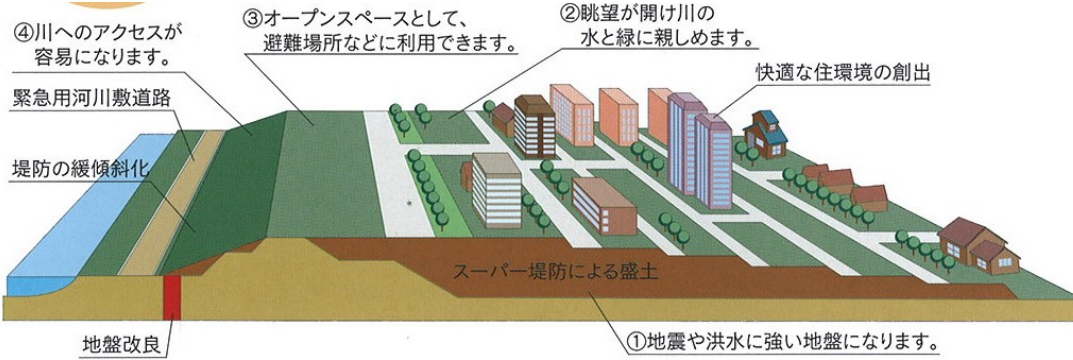 ④川へのアクセスが
容易になります。
③オープンスペースとして、
避難場所などに利用できます。
②眺望が開け川の
水と緑に親しめます。
快適な住環境の創出
緊急用河川敷道路
堤防の緩傾斜化
スーパー堤防による盛土
地盤改良
①地震や洪水に強い地盤になります。